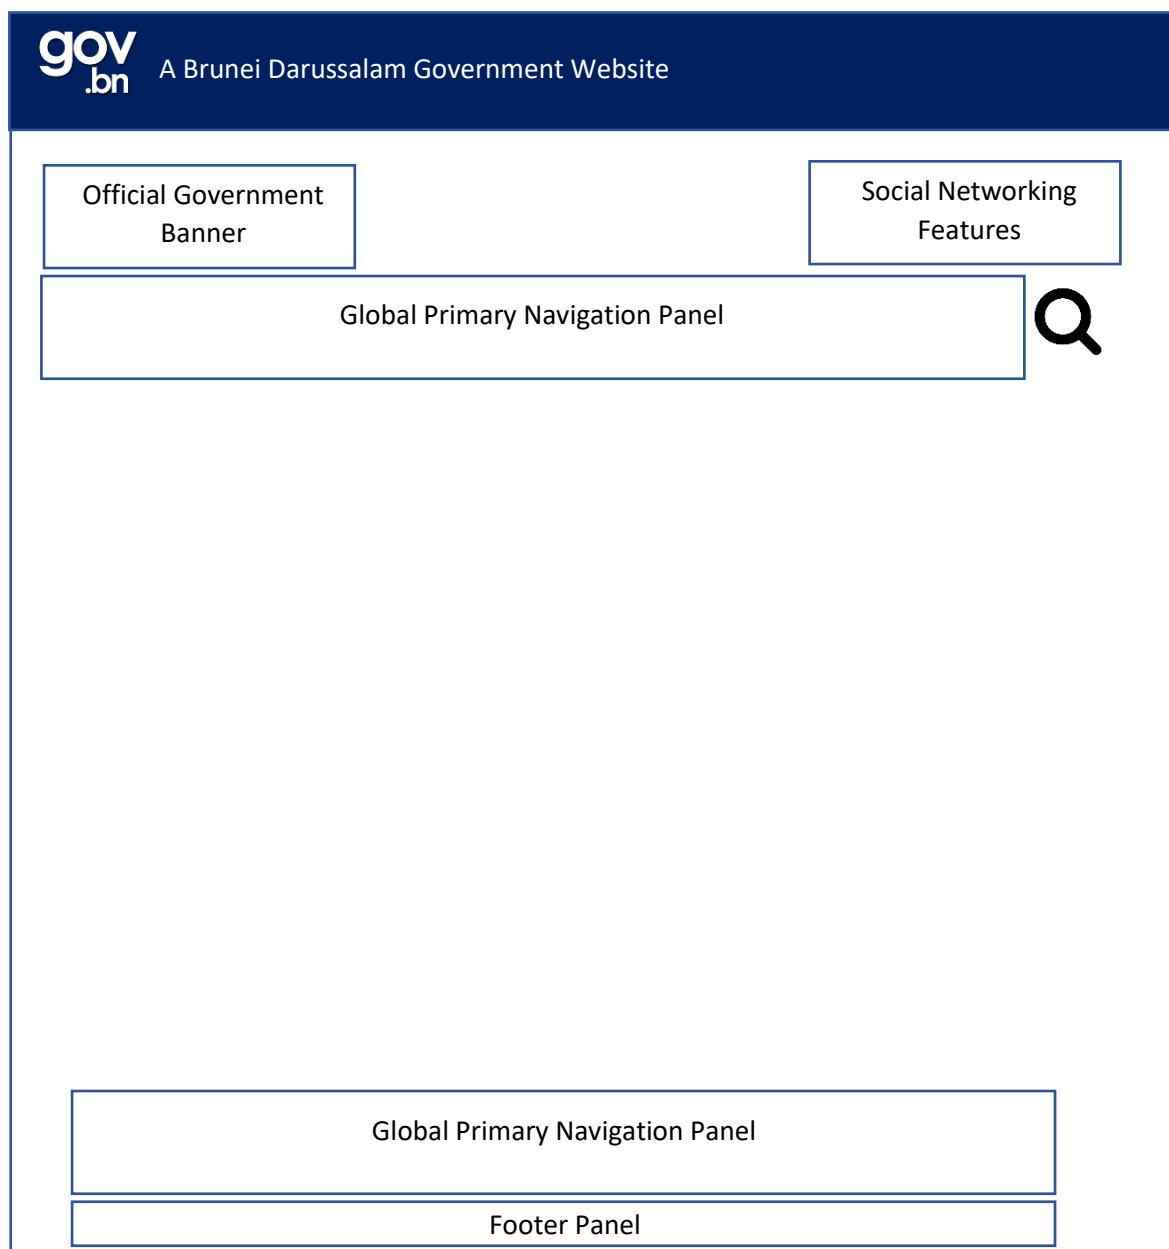 gov
.bn
A Brunei Darussalam Government Website
Official Government
Banner
Social Networking
Features
Global Primary Navigation Panel
Global Primary Navigation Panel
Footer Panel